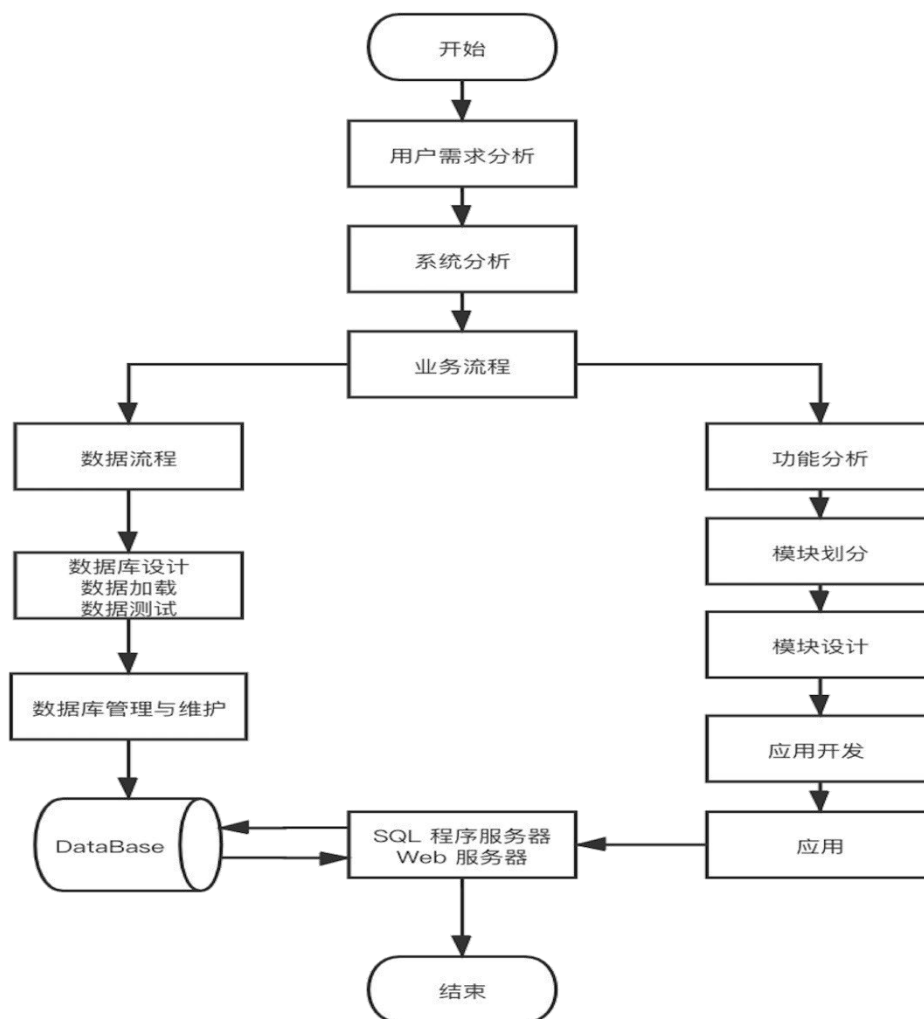 开始
用户需求分析
系统分析
业务流程
数据流程
数据库设计
数据加载
数据测试
数据库管理与维护
DataBase
功能分析
模块划分
模块设计
应用开发
应用
SQL 程序服务器
Web 服务器
结束